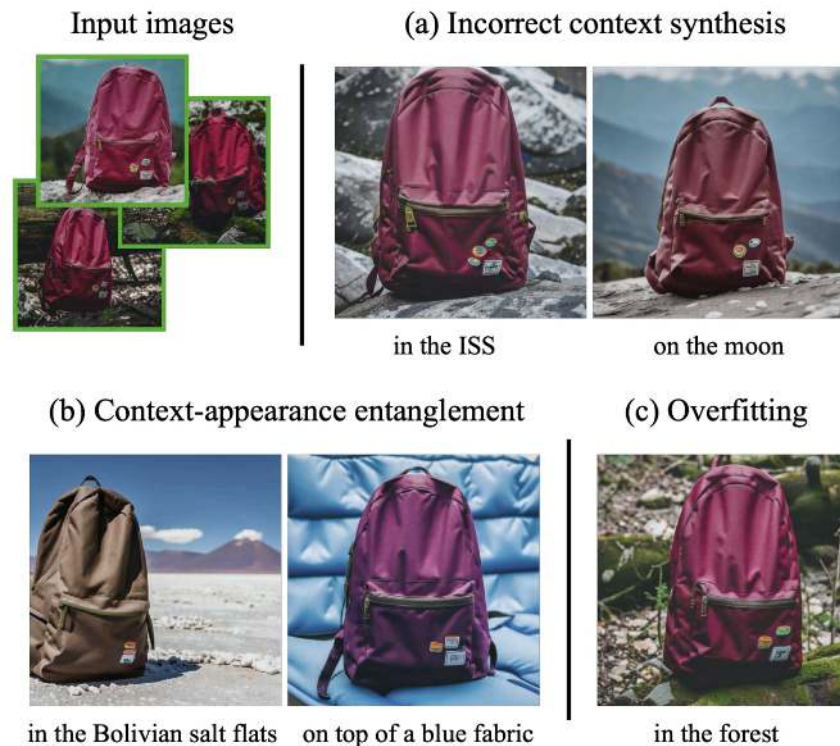 Input images
(a) Incorrect context synthesis
in the ISS
on the moon
(b) Context-appearance entanglement
(c) Overfitting
in the Bolivian salt flats
on top of a blue fabric
in the forest